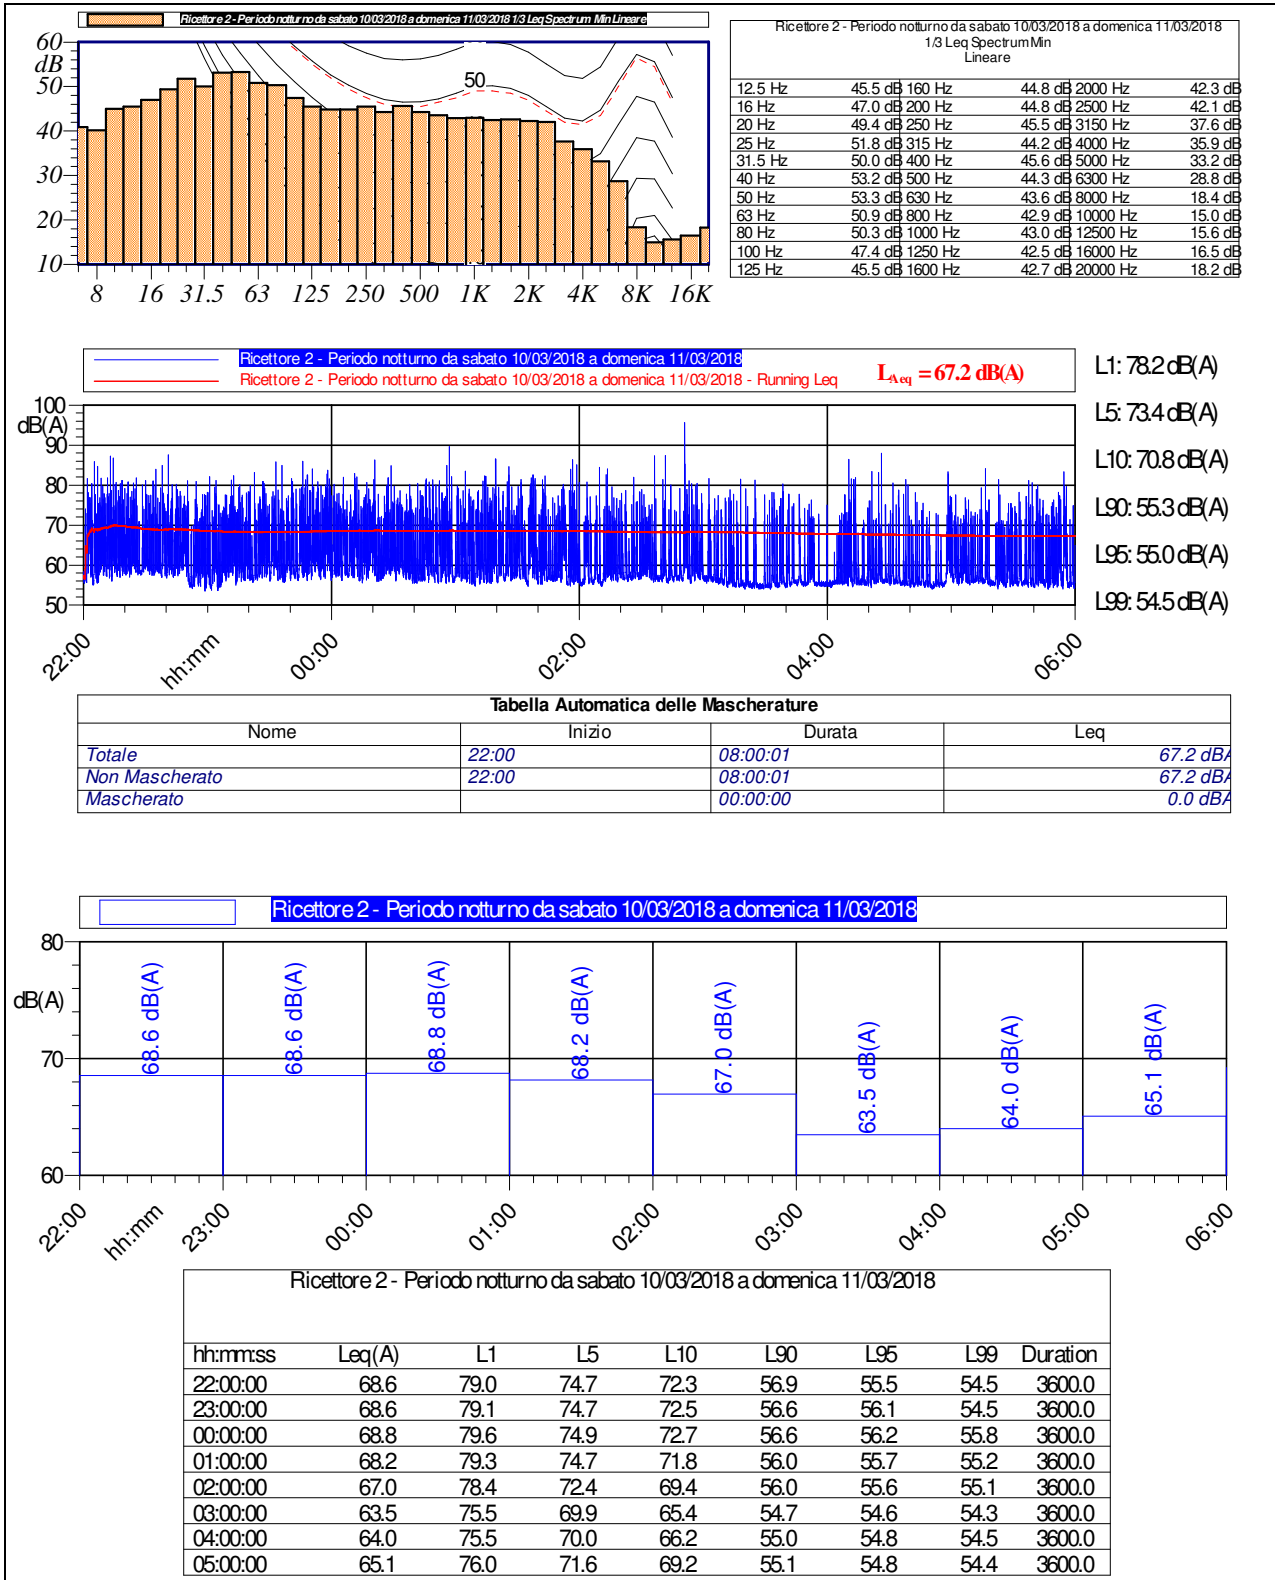 Ricettore 2 - Periodo notturno da sabato 10/03/2018 a domenica 11/03/2018 1/3 Leq Spectrum Min Lineare
60
dB
50
40
30
20
10
50
8 16 31.5 63 125 250 500 1K 2K 4K 8K 16K
Ricettore 2 - Periodo notturno da sabato 10/03/2018 a domenica 11/03/2018
1/3 Leq Spectrum Min
Lineare
12.5 Hz 45.5 dB 160 Hz 44.8 dB 2000 Hz 42.3 dB
16 Hz 47.0 dB 200 Hz 44.8 dB 2500 Hz 42.1 dB
20 Hz 49.4 dB 250 Hz 45.5 dB 3150 Hz 37.6 dB
25 Hz 51.8 dB 315 Hz 44.2 dB 4000 Hz 35.9 dB
31.5 Hz 50.0 dB 400 Hz 45.6 dB 5000 Hz 33.2 dB
40 Hz 53.2 dB 500 Hz 44.3 dB 6300 Hz 28.8 dB
50 Hz 53.3 dB 630 Hz 43.6 dB 8000 Hz 18.4 dB
63 Hz 50.9 dB 800 Hz 42.9 dB 10000 Hz 15.0 dB
80 Hz 50.3 dB 1000 Hz 43.0 dB 12500 Hz 15.6 dB
100 Hz 47.4 dB 1250 Hz 42.5 dB 16000 Hz 16.5 dB
125 Hz 45.5 dB 1600 Hz 42.7 dB 20000 Hz 18.2 dB
Ricettore 2 - Periodo notturno da sabato 10/03/2018 a domenica 11/03/2018
Ricettore 2 - Periodo notturno da sabato 10/03/2018 a domenica 11/03/2018 - Running Leq
LAeq = 67.2 dB(A)
L1: 78.2 dB(A)
L5: 73.4 dB(A)
L10: 70.8 dB(A)
L90: 55.3 dB(A)
L95: 55.0 dB(A)
L99: 54.5 dB(A)
100
dB(A)
90
80
70
60
50
22:00 hh:mm 00:00 02:00 04:00 06:00
Tabella Automatica delle Mascherature
Nome Inizio Durata Leq
Totale 22:00 08:00:01 67.2 dBA
Non Mascherato 22:00 08:00:01 67.2 dBA
Mascherato 00:00:00 0.0 dBA
Ricettore 2 - Periodo notturno da sabato 10/03/2018 a domenica 11/03/2018
80
dB(A)
70
60
68.6 dB(A) 68.6 dB(A) 68.8 dB(A) 68.2 dB(A) 67.0 dB(A) 63.5 dB(A) 64.0 dB(A) 65.1 dB(A)
22:00 hh:mm 23:00 00:00 01:00 02:00 03:00 04:00 05:00 06:00
Ricettore 2 - Periodo notturno da sabato 10/03/2018 a domenica 11/03/2018
hh:mm:ss Leq(A) L1 L5 L10 L90 L95 L99 Duration
22:00:00 68.6 79.0 74.7 72.3 56.9 55.5 54.5 3600.0
23:00:00 68.6 79.1 74.7 72.5 56.6 56.1 54.5 3600.0
00:00:00 68.8 79.6 74.9 72.7 56.6 56.2 55.8 3600.0
01:00:00 68.2 79.3 74.7 71.8 56.0 55.7 55.2 3600.0
02:00:00 67.0 78.4 72.4 69.4 56.0 55.6 55.1 3600.0
03:00:00 63.5 75.5 69.9 65.4 54.7 54.6 54.3 3600.0
04:00:00 64.0 75.5 70.0 66.2 55.0 54.8 54.5 3600.0
05:00:00 65.1 76.0 71.6 69.2 55.1 54.8 54.4 3600.0